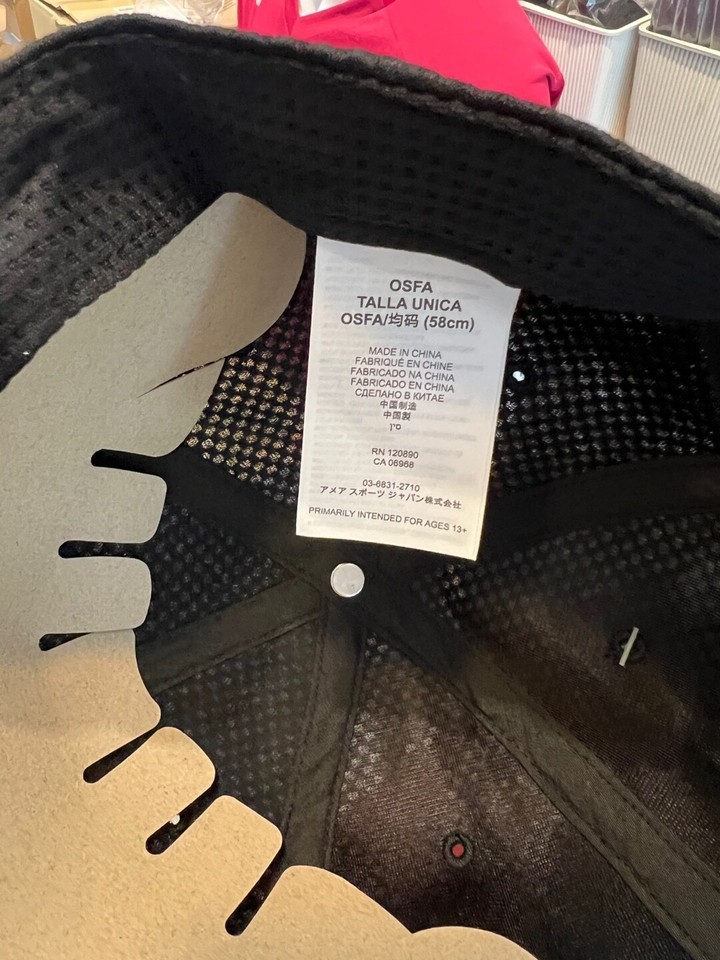 OSFA
TALLA UNICA
OSFA/均码 (58cm)
MADE IN CHINA
FABRIQUÉ EN CHINE
FABRICADO NA CHINA
FABRICADO EN CHINA
СДЕЛАНО В КИТАЕ
中国制造
中国製
RN 120890
CA 06968
03-6831-2710
アメア スポーツ ジャパン株式会社
PRIMARILY INTENDED FOR AGES 13+